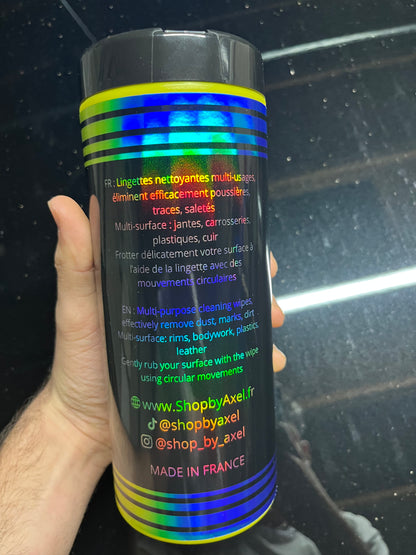 FR : Lingettes nettoyantes multi-usages,
éliminent efficacement poussières,
traces, saletés
Multi-surface : jantes, carrosseries,
plastiques, cuir
Frotter délicatement votre surface à
l'aide de la lingette avec des
mouvements circulaires
EN : Multi-purpose cleaning wipes,
effectively remove dust, marks, dirt
Multi-surface: rims, bodywork, plastics,
leather
Gently rub your surface with the wipe
using circular movements
www.ShopbyAxel.fr
@shopbyaxel
@shop_by_axel
MADE IN FRANCE